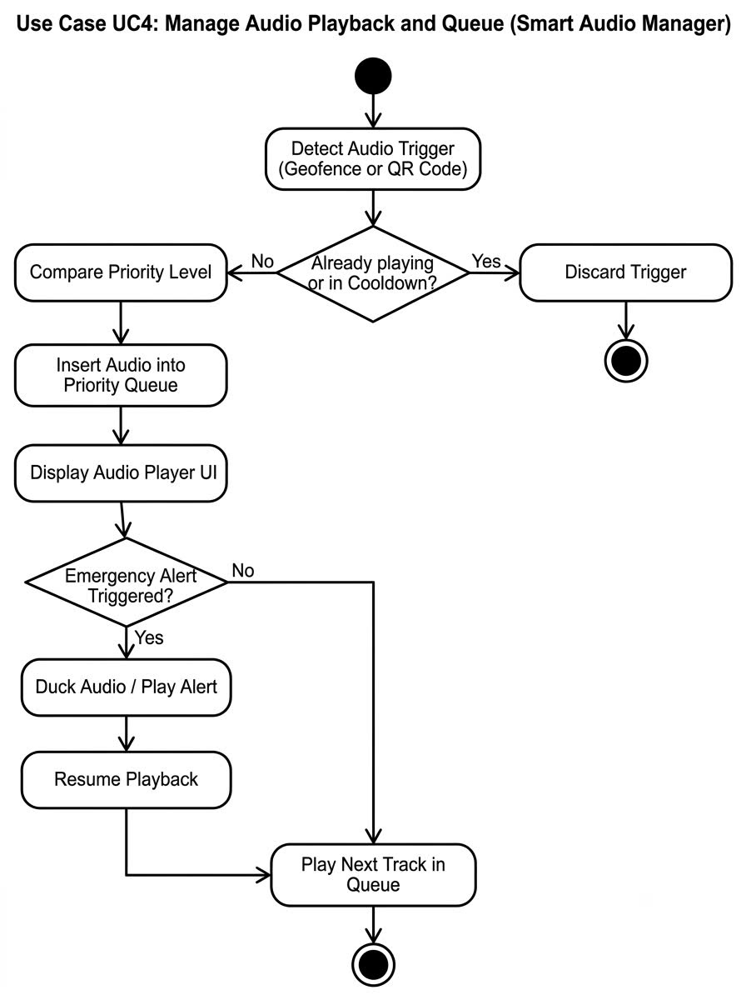 Use Case UC4: Manage Audio Playback and Queue (Smart Audio Manager)
Detect Audio Trigger
(Geofence or QR Code)
Compare Priority Level
No
Already playing
or in Cooldown?
Yes
Discard Trigger
Insert Audio into
Priority Queue
Display Audio Player UI
Emergency Alert
Triggered?
No
Yes
Duck Audio / Play Alert
Resume Playback
Play Next Track in
Queue